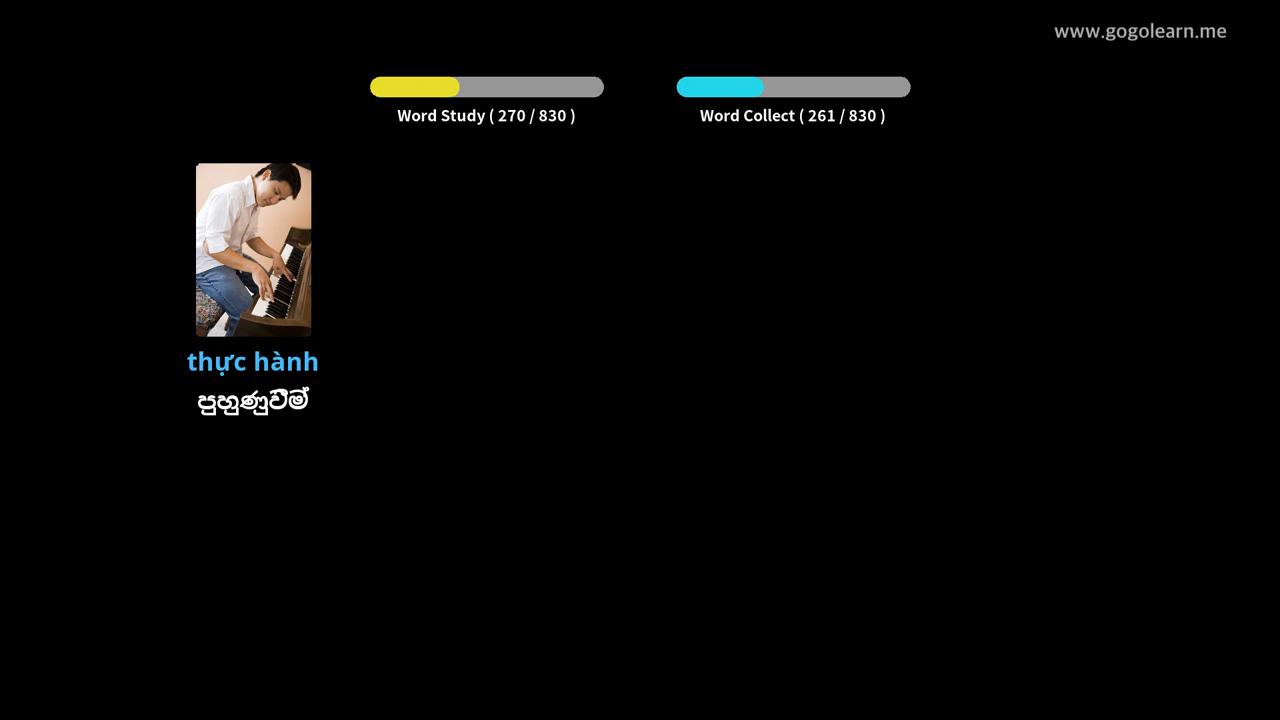 www.gogolearn.me
Word Study ( 270 / 830 )
Word Collect ( 261 / 830 )
thực hành
පුහුණුවීම්